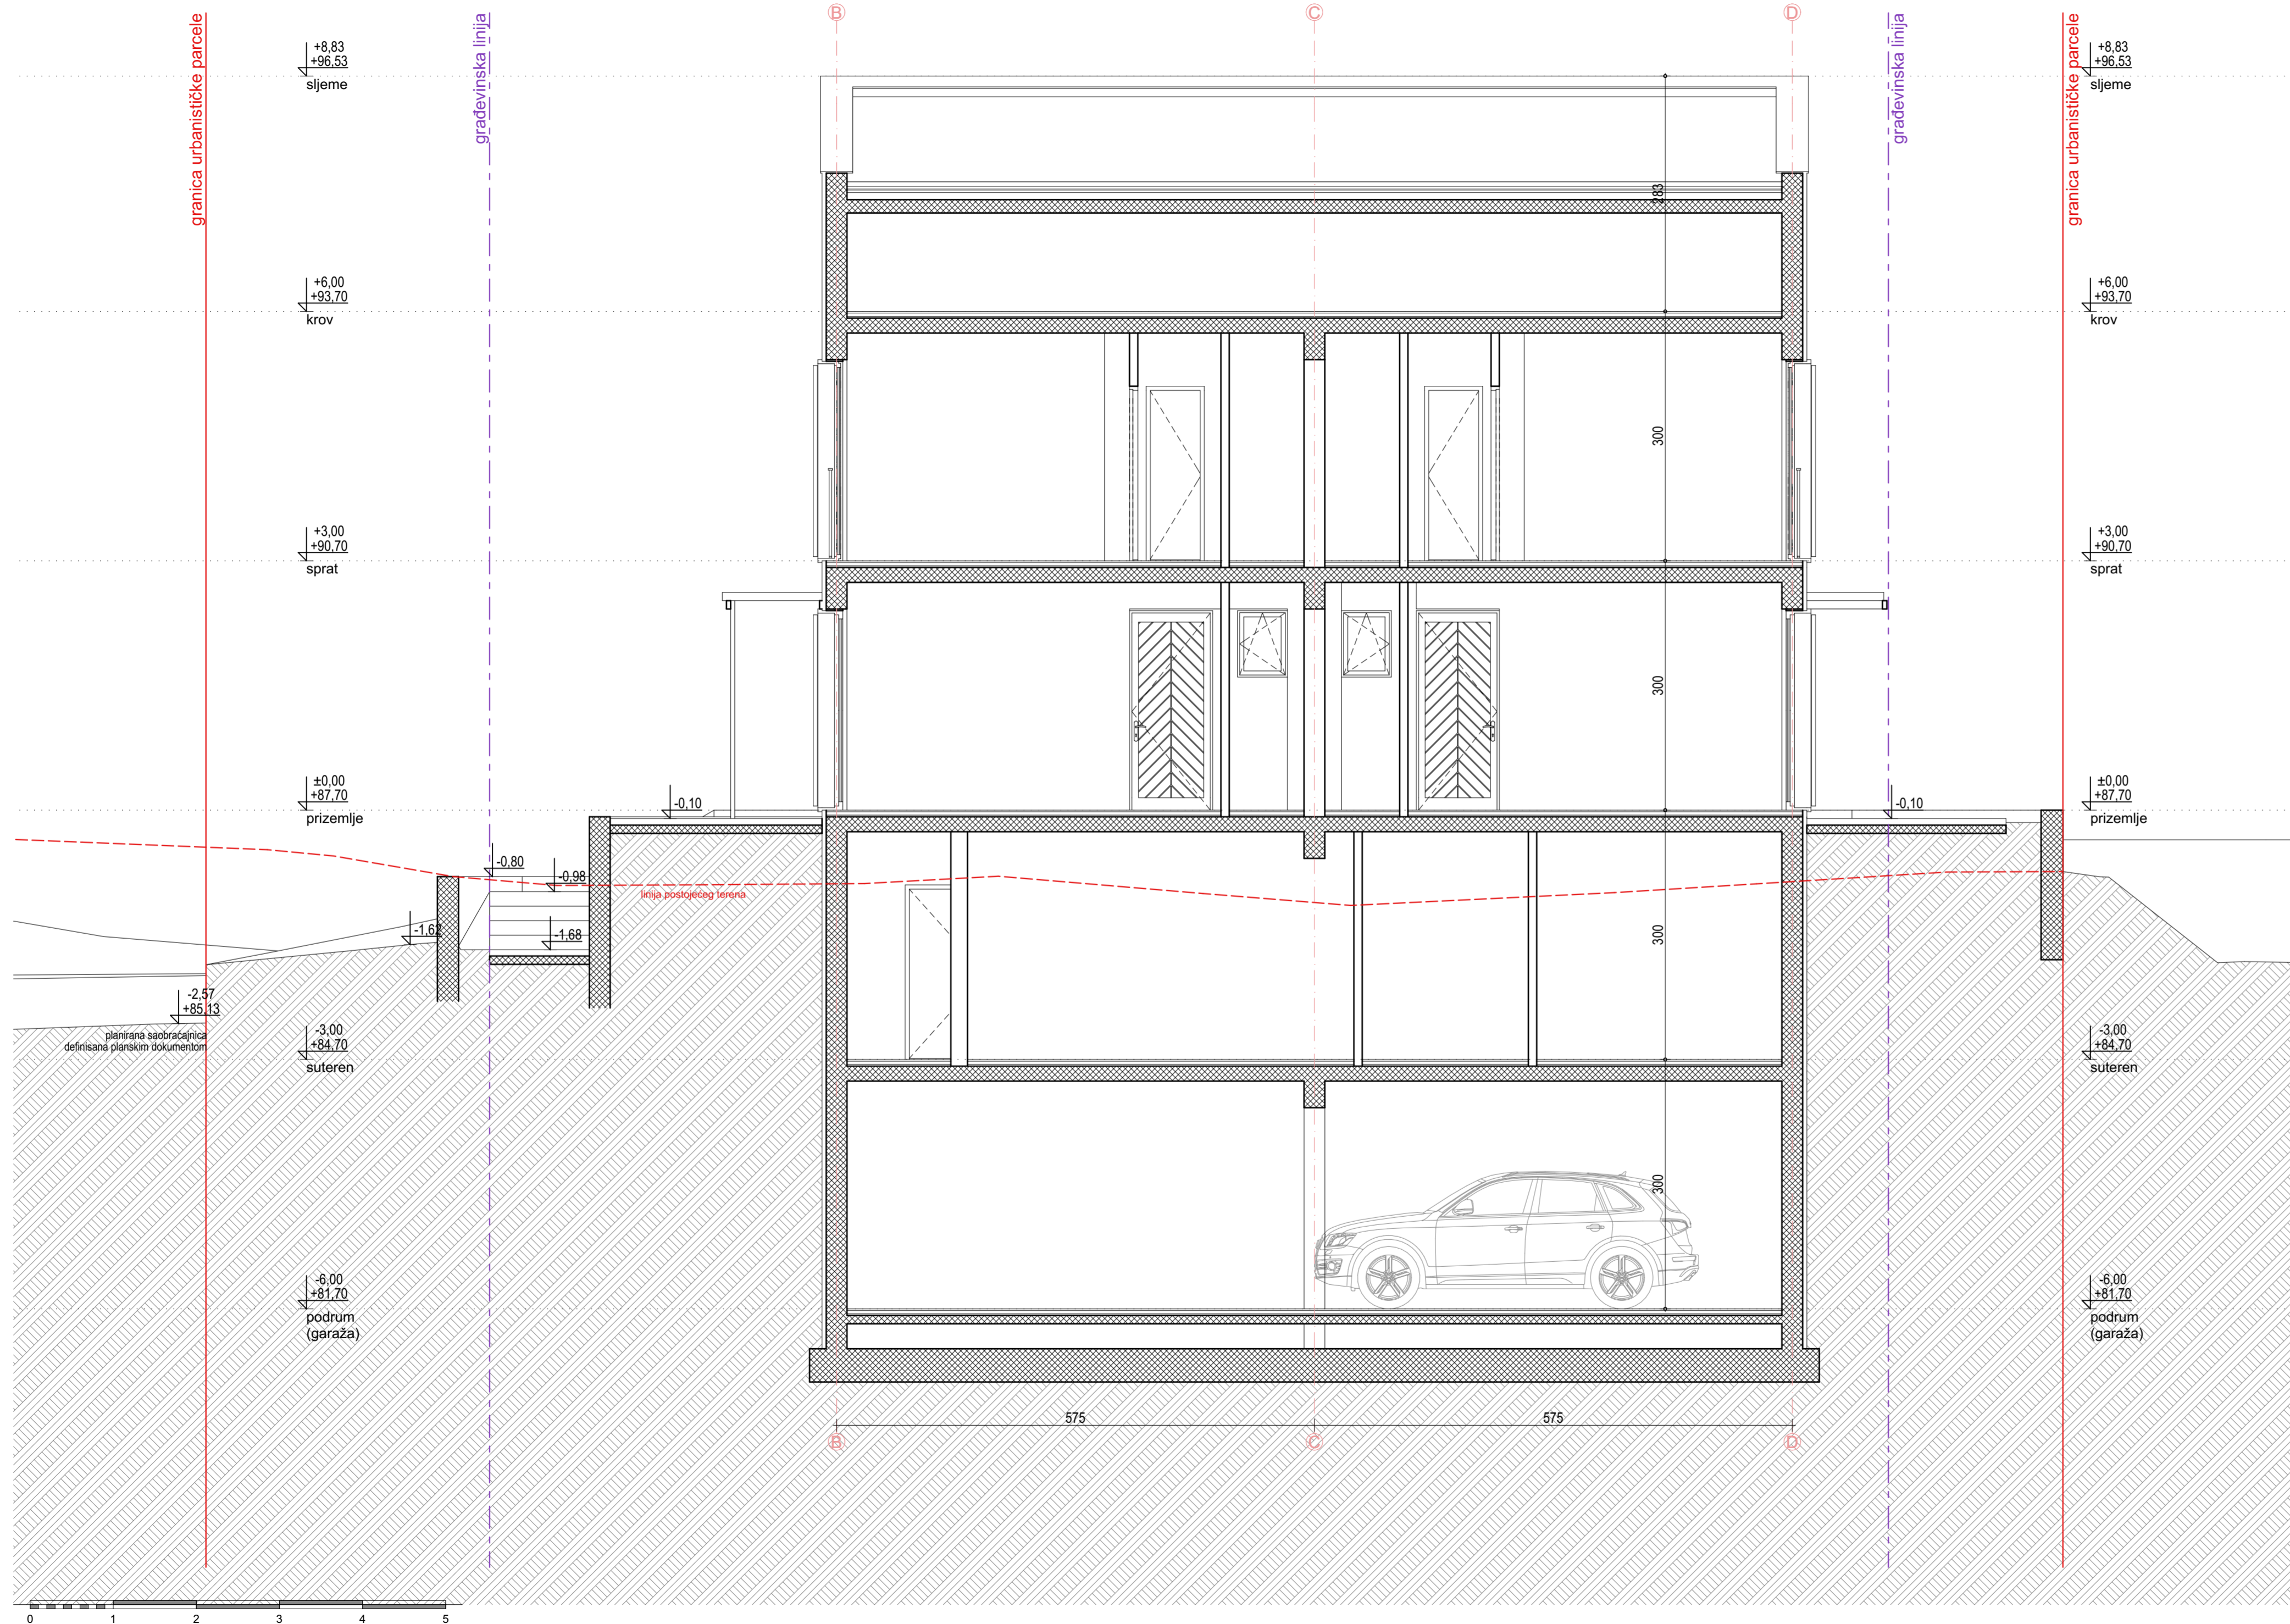 B
C
D
granica urbanističke parcele
građevinska linija
građevinska linija
granica urbanističke parcele
+8,83
+96,53
sljeme
+8,83
+96,53
sljeme
283
+6,00
+93,70
krov
+6,00
+93,70
krov
300
+3,00
+90,70
sprat
+3,00
+90,70
sprat
300
±0,00
+87,70
prizemlje
-0,10
-0,10
±0,00
+87,70
prizemlje
-0,80
-0,98
linija postojećeg terena
-1,62
-1,68
300
-2,57
+85,13
planirana saobraćajnica
definisana planskim dokumentom
-3,00
+84,70
suteren
-3,00
+84,70
suteren
300
-6,00
+81,70
podrum
(garaža)
-6,00
+81,70
podrum
(garaža)
575
575
B
C
D
0 1 2 3 4 5